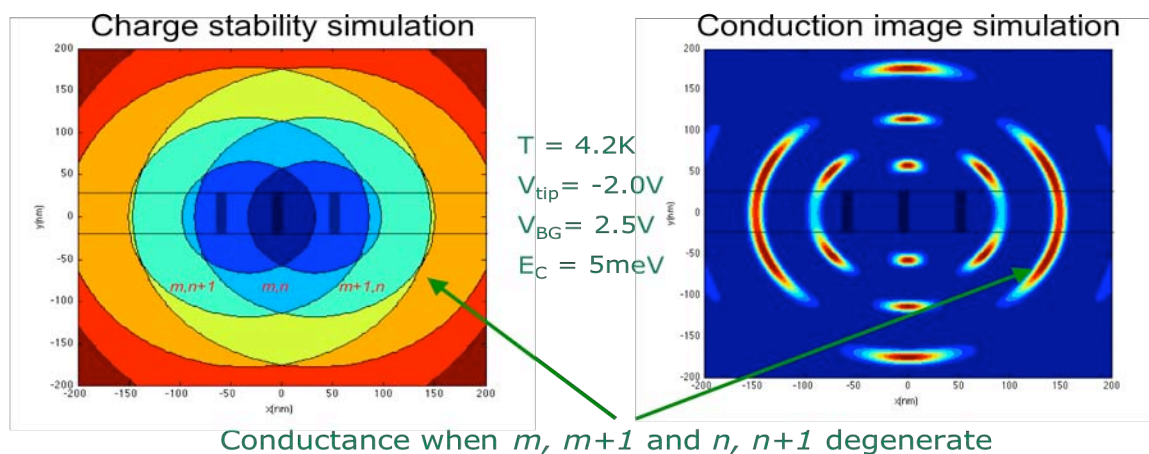 Charge stability simulation
Conduction image simulation
200
150
100
50
0
-50
-100
-150
-200
y(nm)
-200 -150 -100 -50 0 50 100 150 200
x(nm)
m,n+1 m,n m+1,n
T = 4.2K
Vtip= -2.0V
VBG= 2.5V
EC = 5meV
200
150
100
50
0
-50
-100
-150
-200
y(nm)
-200 -150 -100 -50 0 50 100 150 200
x(nm)
Conductance when m, m+1 and n, n+1 degenerate